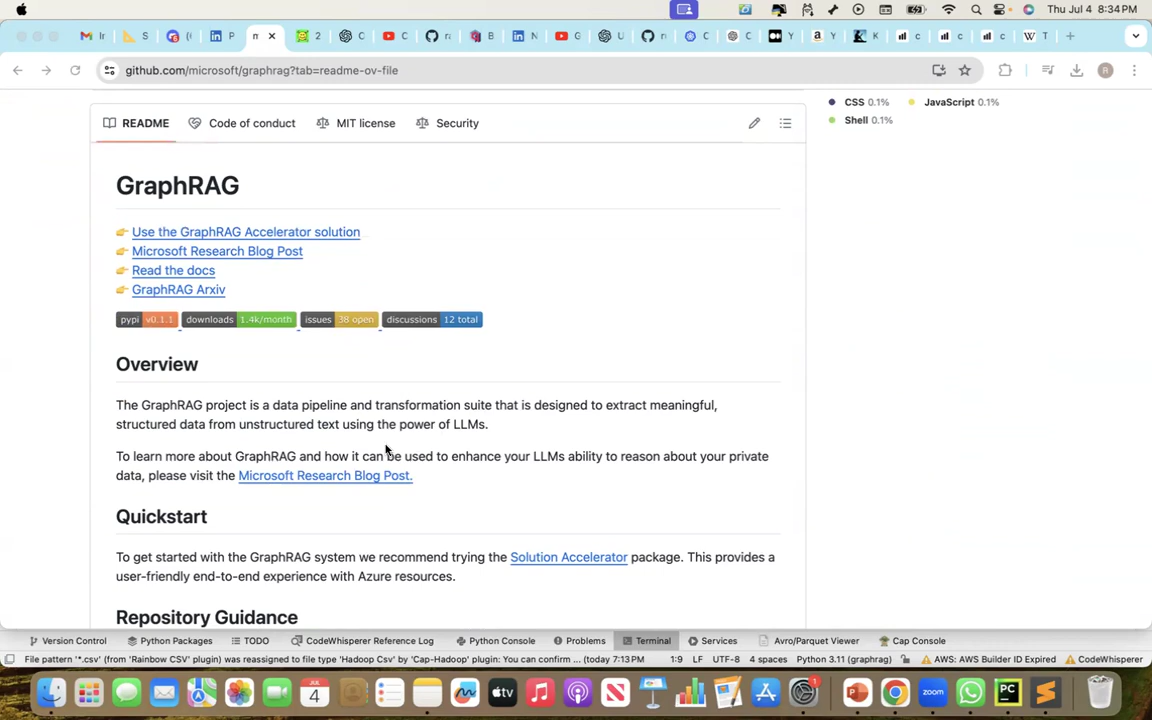 Thu Jul 4 8:34 PM
github.com/microsoft/graphrag?tab=readme-ov-file
CSS 0.1% JavaScript 0.1%
Shell 0.1%
README Code of conduct MIT license Security
GraphRAG
👉 Use the GraphRAG Accelerator solution
👉 Microsoft Research Blog Post
👉 Read the docs
👉 GraphRAG Arxiv
pypi v0.1.1 downloads 1.4k/month issues 38 open discussions 12 total
Overview
The GraphRAG project is a data pipeline and transformation suite that is designed to extract meaningful,
structured data from unstructured text using the power of LLMs.
To learn more about GraphRAG and how it can be used to enhance your LLMs ability to reason about your private
data, please visit the Microsoft Research Blog Post.
Quickstart
To get started with the GraphRAG system we recommend trying the Solution Accelerator package. This provides a
user-friendly end-to-end experience with Azure resources.
Repository Guidance
Version Control Python Packages TODO CodeWhisperer Reference Log Python Console Problems Terminal Services Avro/Parquet Viewer Cap Console
File pattern '*.csv' (from 'Rainbow CSV' plugin) was reassigned to file type 'Hadoop Csv' by 'Cap-Hadoop' plugin: You can confirm ... (today 7:13 PM) 1:9 LF UTF-8 4 spaces Python 3.11 (graphrag) AWS: AWS Builder ID Expired CodeWhisperer
JUL
4 tv zoom PC